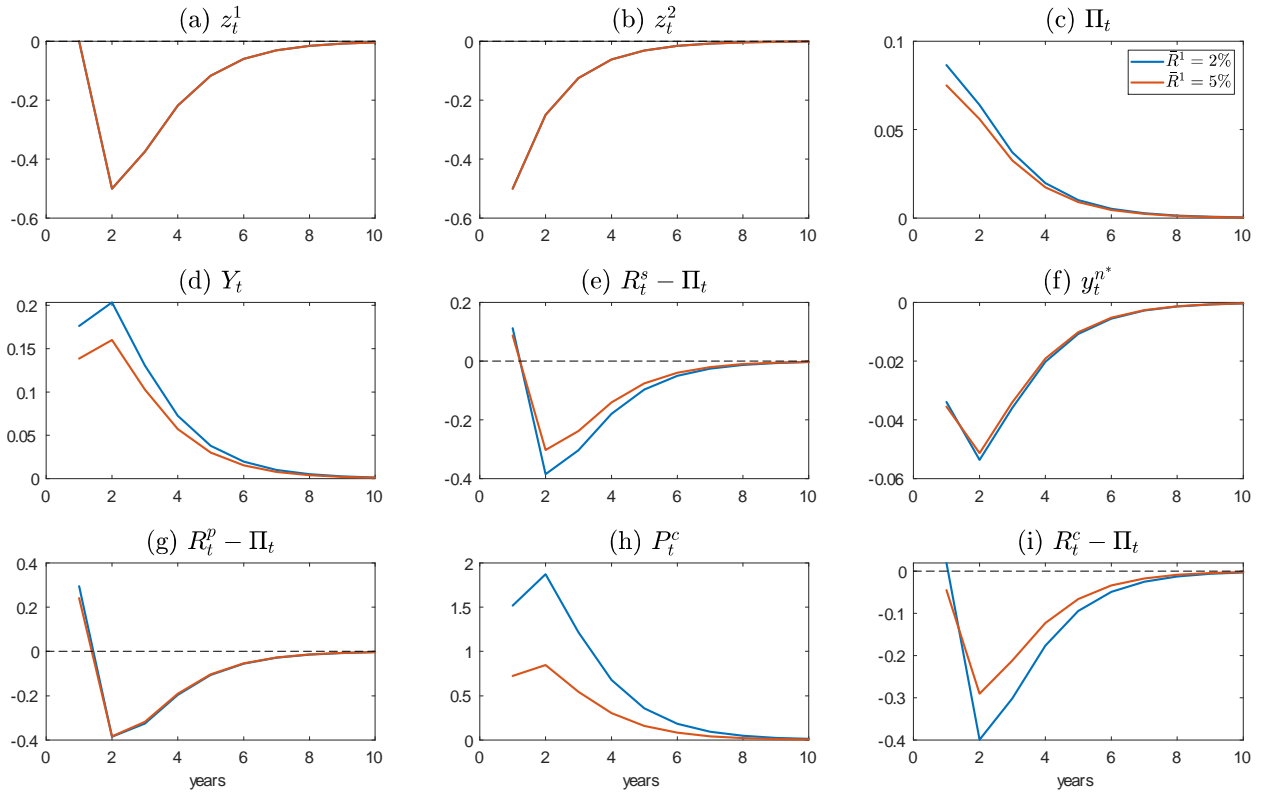 (a) z_t^1
0
-0.2
-0.4
-0.6
0 2 4 6 8 10
(b) z_t^2
0
-0.2
-0.4
-0.6
0 2 4 6 8 10
(c) Π_t
0.1
0.05
0
0 2 4 6 8 10
R̄^1 = 2%
R̄^1 = 5%
(d) Y_t
0.2
0.15
0.1
0.05
0
0 2 4 6 8 10
(e) R_t^s − Π_t
0.2
0
-0.2
-0.4
0 2 4 6 8 10
(f) y_t^{n*}
0
-0.02
-0.04
-0.06
0 2 4 6 8 10
(g) R_t^p − Π_t
0.4
0.2
0
-0.2
-0.4
0 2 4 6 8 10
years
(h) P_t^c
2
1.5
1
0.5
0
0 2 4 6 8 10
years
(i) R_t^c − Π_t
0
-0.1
-0.2
-0.3
-0.4
0 2 4 6 8 10
years